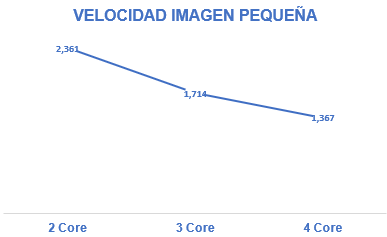 VELOCIDAD IMAGEN PEQUEÑA
2,361
1,714
1,367
2 Core 3 Core 4 Core